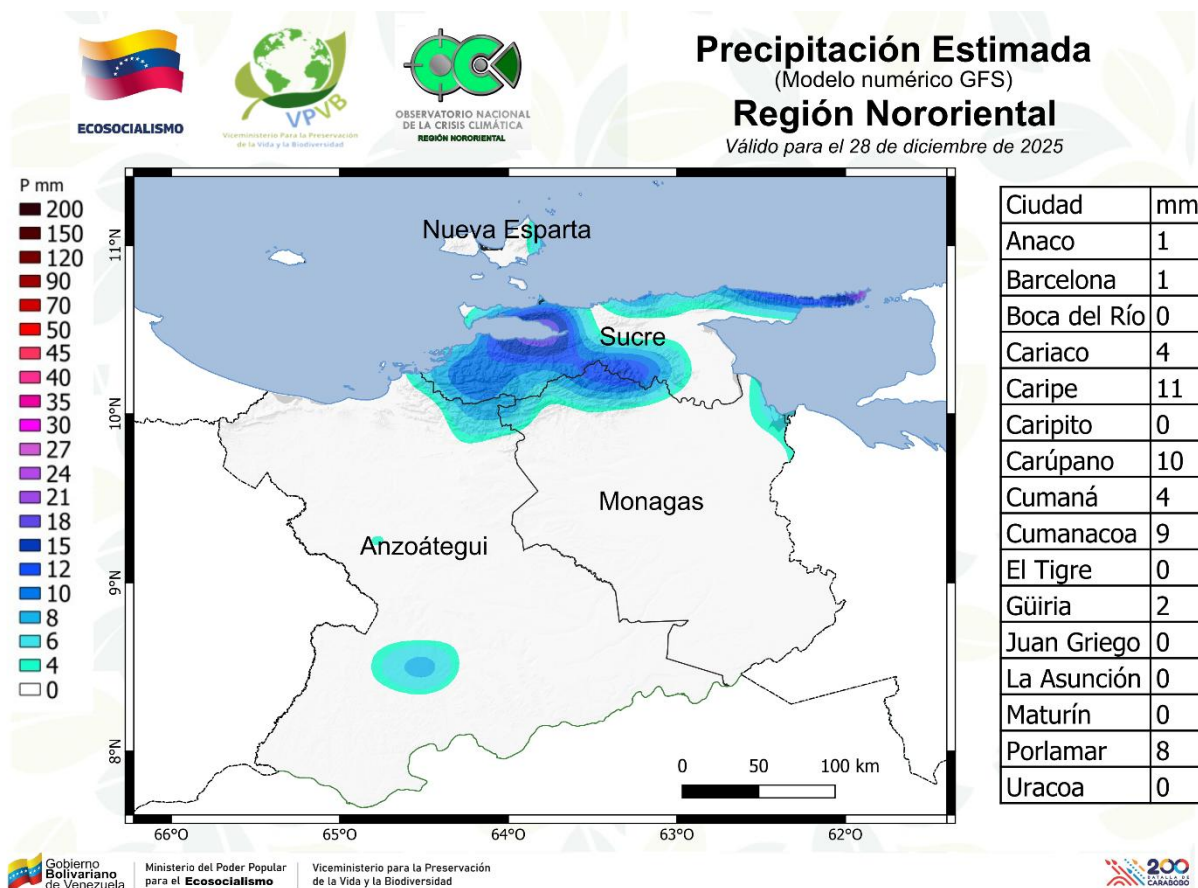 ECOSOCIALISMO
VPVB
Viceministerio Para la Preservación
de la Vida y la Biodiversidad
OBSERVATORIO NACIONAL
DE LA CRISIS CLIMÁTICA
REGIÓN NORORIENTAL
Precipitación Estimada
(Modelo numérico GFS)
Región Nororiental
Válido para el 28 de diciembre de 2025
P mm
200
150
120
90
70
50
45
40
35
30
27
24
21
18
15
12
10
8
6
4
0
11°N
10°N
9°N
8°N
Nueva Esparta
Sucre
Monagas
Anzoátegui
0 50 100 km
66°O 65°O 64°O 63°O 62°O
Ciudad mm
Anaco 1
Barcelona 1
Boca del Río 0
Cariaco 4
Caripe 11
Caripito 0
Carúpano 10
Cumaná 4
Cumanacoa 9
El Tigre 0
Güiria 2
Juan Griego 0
La Asunción 0
Maturín 0
Porlamar 8
Uracoa 0
Gobierno
Bolivariano
de Venezuela
Ministerio del Poder Popular
para el Ecosocialismo
Viceministerio para la Preservación
de la Vida y la Biodiversidad
200
BATALLA DE
CARABOBO